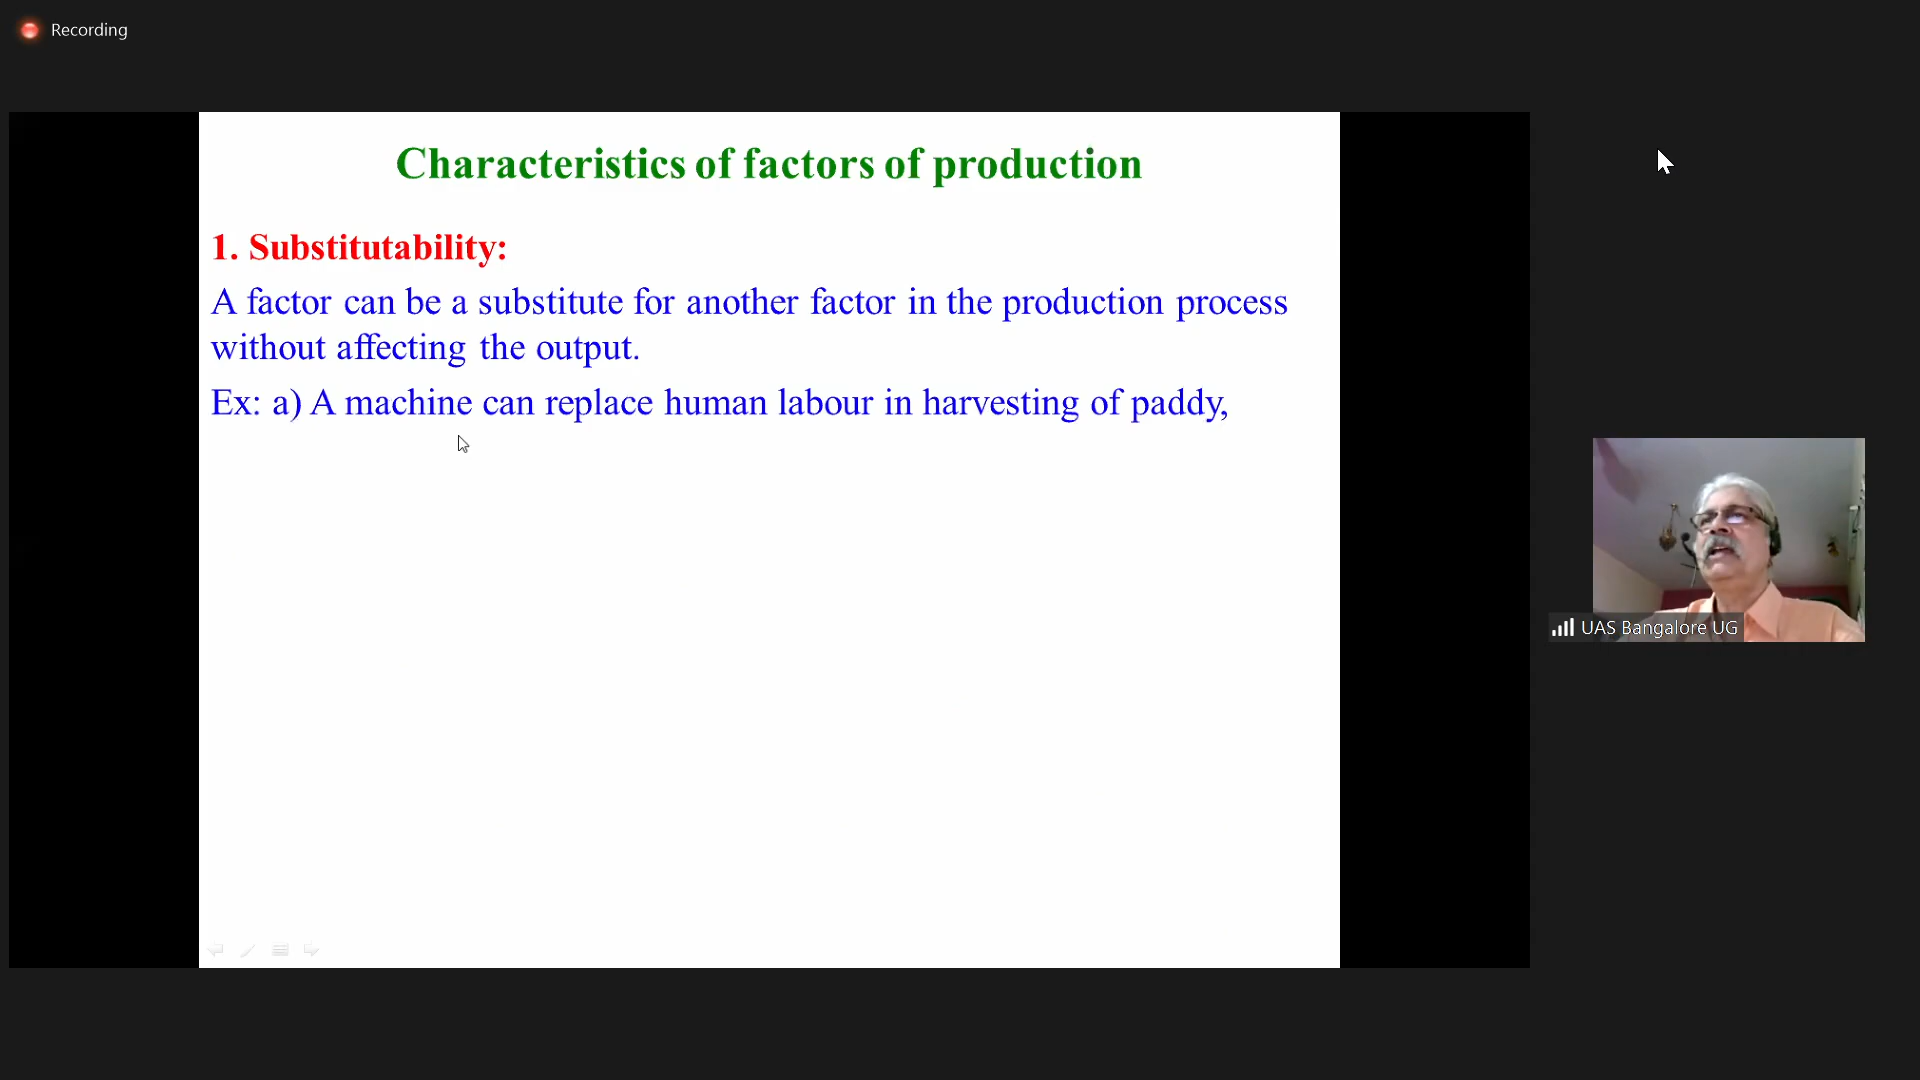 Recording
Characteristics of factors of production
1. Substitutability:
A factor can be a substitute for another factor in the production process
without affecting the output.
Ex: a) A machine can replace human labour in harvesting of paddy,
UAS Bangalore UG